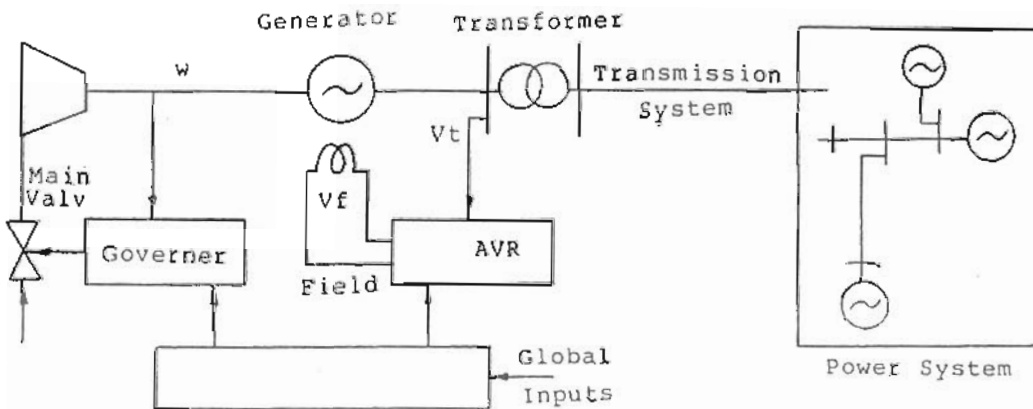 Generator
Transformer
w
Transmission
System
Vt
Main
Valv
Vf
Governer
AVR
Field
Global
Inputs
Power System